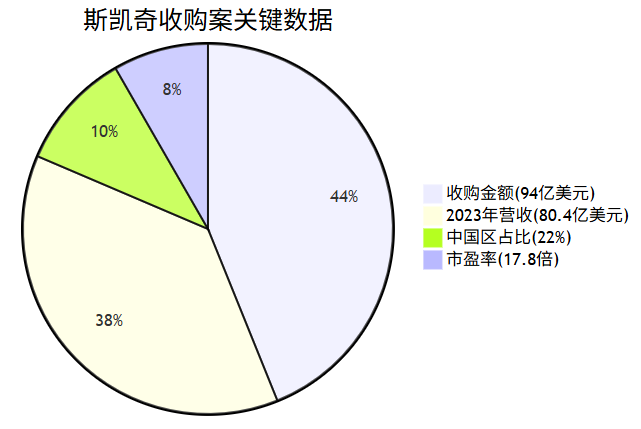 斯凯奇收购案关键数据
8%
10%
44%
38%
收购金额(94亿美元)
2023年营收(80.4亿美元)
中国区占比(22%)
市盈率(17.8倍)